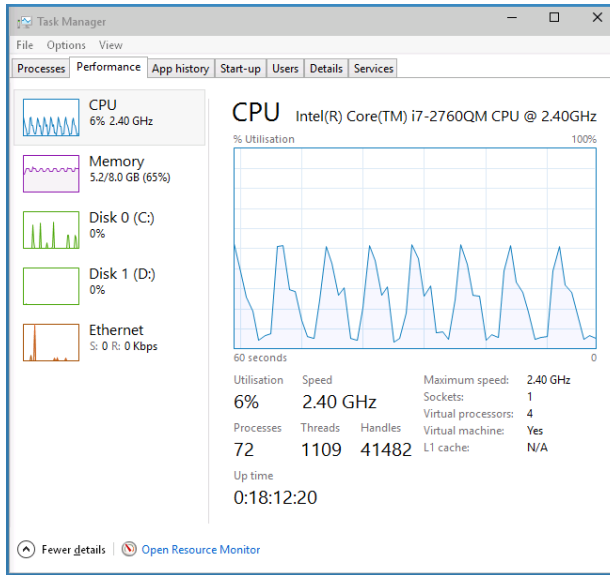 Task Manager
File Options View
Processes Performance App history Start-up Users Details Services
CPU
6% 2.40 GHz
Memory
5.2/8.0 GB (65%)
Disk 0 (C:)
0%
Disk 1 (D:)
0%
Ethernet
S: 0 R: 0 Kbps
CPU Intel(R) Core(TM) i7-2760QM CPU @ 2.40GHz
% Utilisation 100%
60 seconds 0
Utilisation Speed
6% 2.40 GHz
Processes Threads Handles
72 1109 41482
Up time
0:18:12:20
Maximum speed: 2.40 GHz
Sockets: 1
Virtual processors: 4
Virtual machine: Yes
L1 cache: N/A
Fewer details Open Resource Monitor